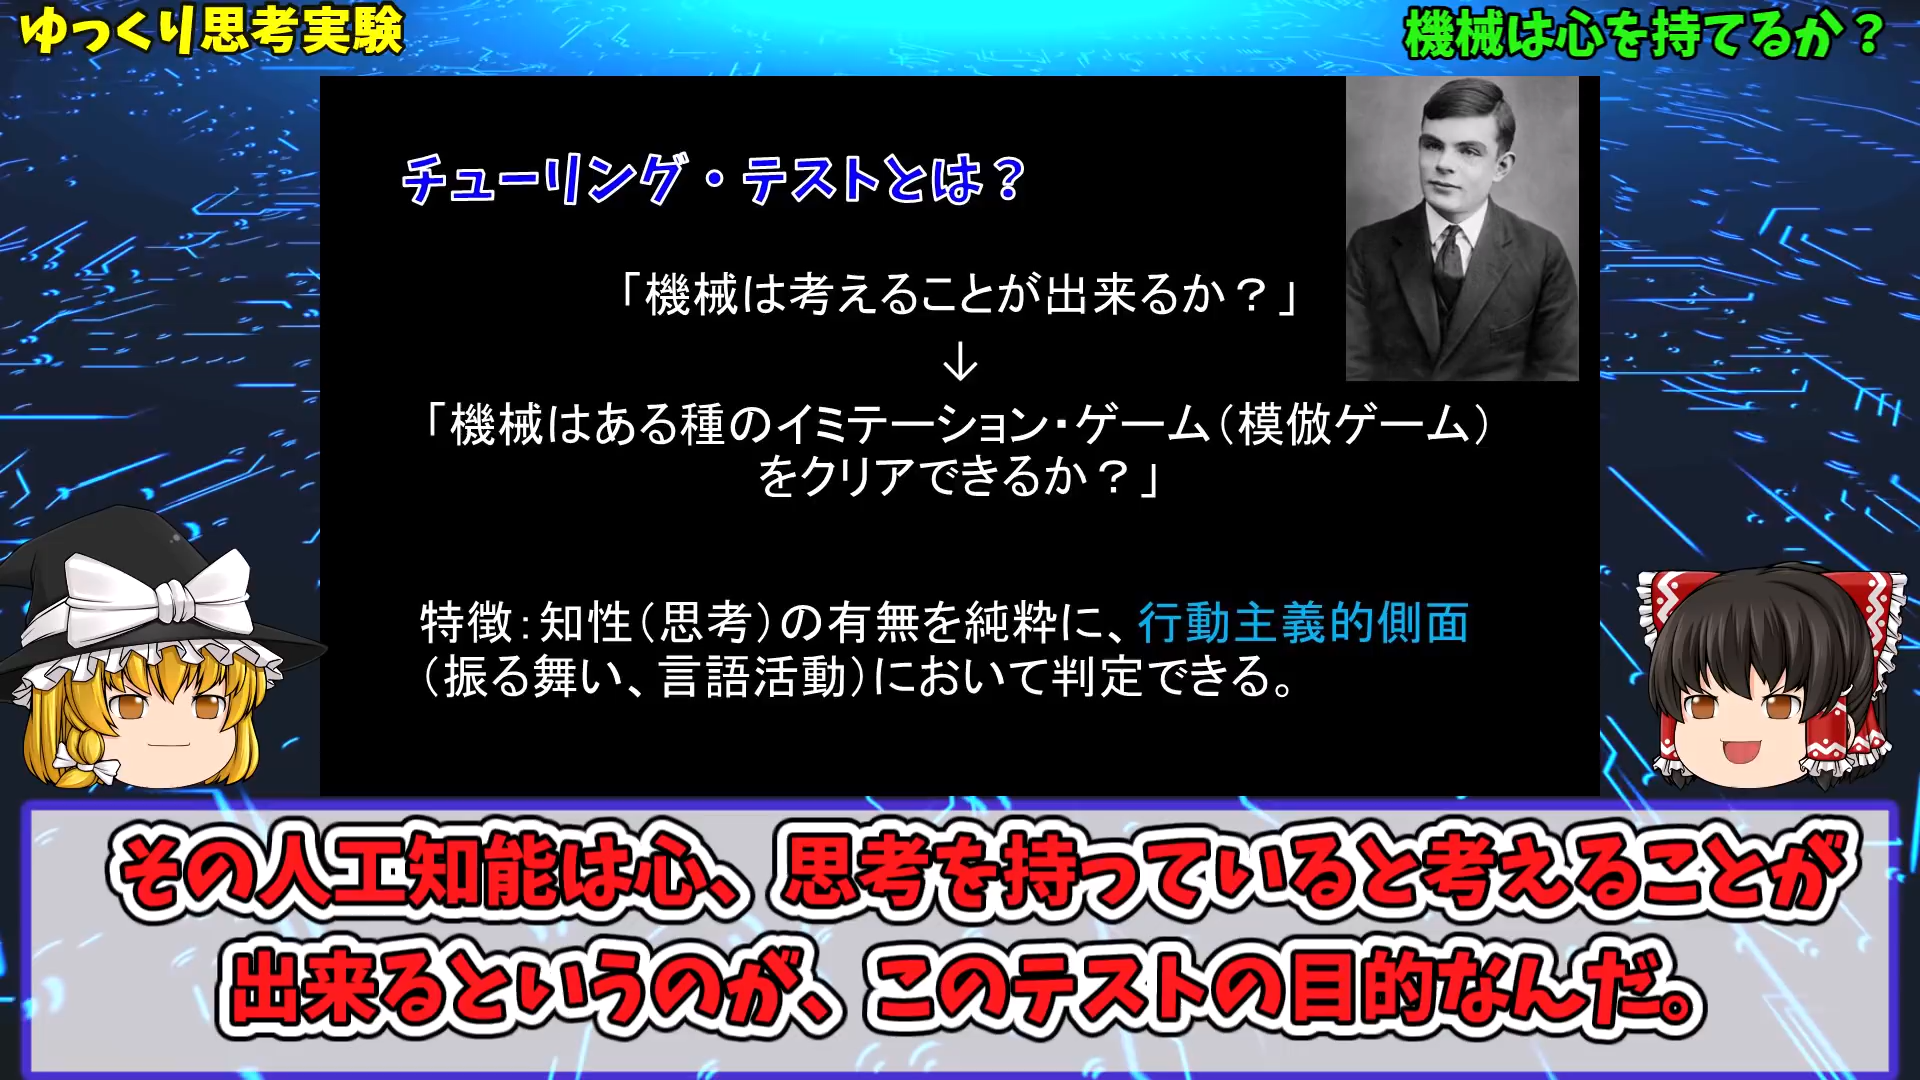 ゆっくり思考実験
機械は心を持てるか？
チューリング・テストとは？
「機械は考えることが出来るか？」
↓
「機械はある種のイミテーション・ゲーム（模倣ゲーム）
をクリアできるか？」
特徴：知性（思考）の有無を純粋に、行動主義的側面
（振る舞い、言語活動）において判定できる。
その人工知能は心、思考を持っていると考えることが
出来るというのが、このテストの目的なんだ。